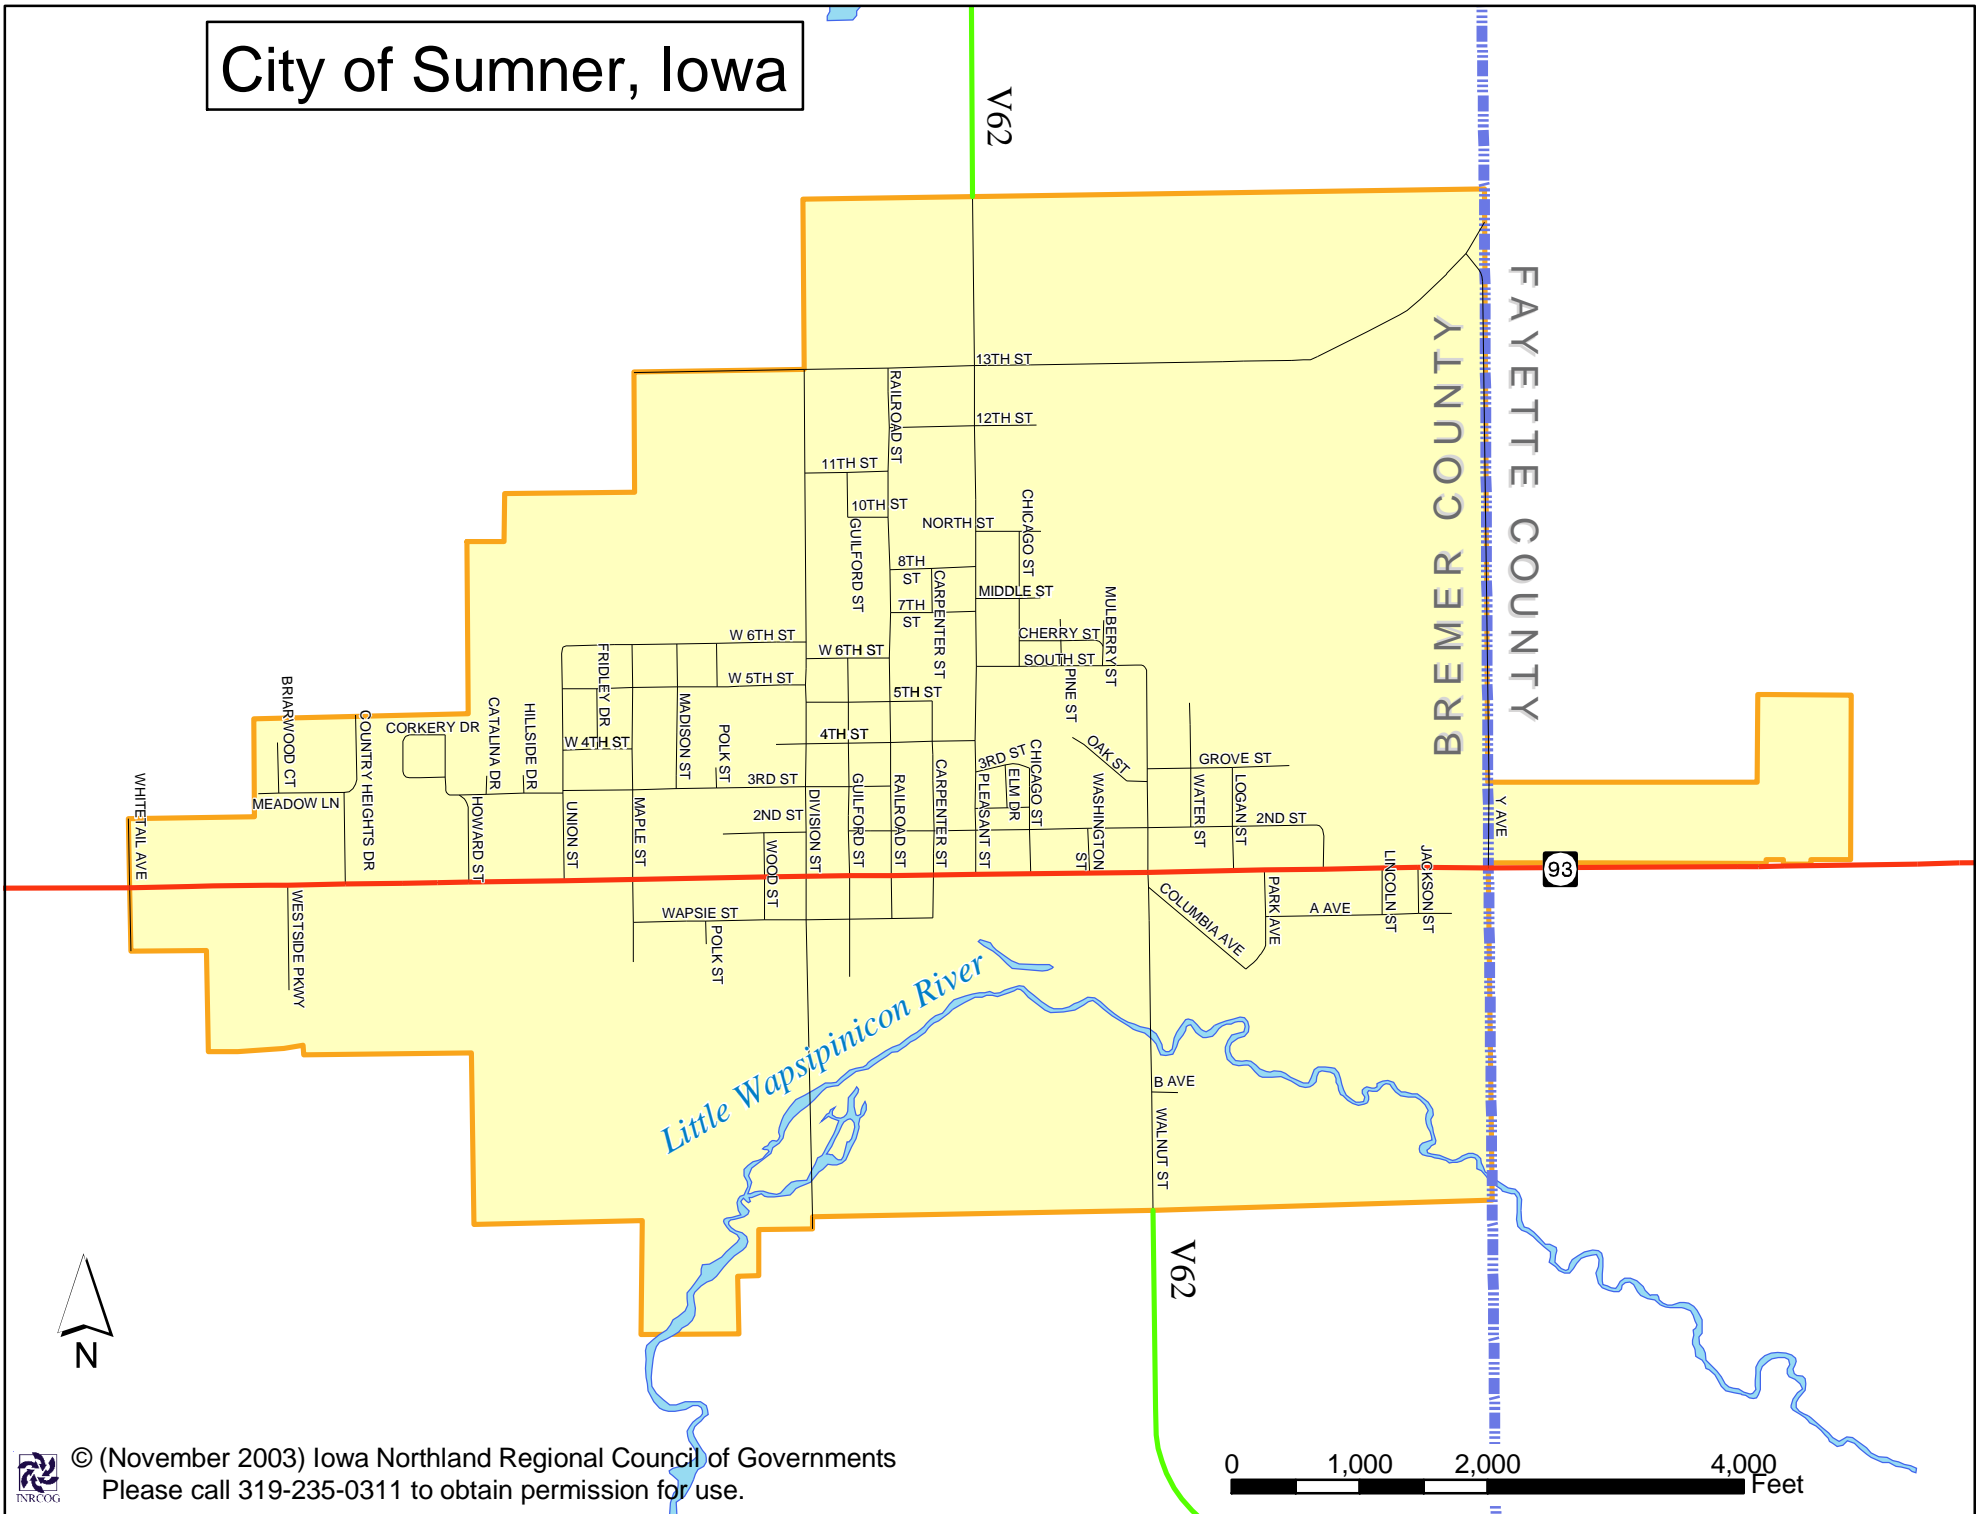 City of Sumner, Iowa
V62
FAYETTE COUNTY
BREMER COUNTY
13TH ST
RAILROAD ST
12TH ST
11TH ST
10TH ST
GUILFORD ST
NORTH ST
CHICAGO ST
8TH
ST
CARPENTER ST
7TH
ST
MIDDLE ST
MULBERRY ST
CHERRY ST
SOUTH ST
PINE ST
W 6TH ST
W 6TH ST
FRIDLEY DR
W 5TH ST
5TH ST
BRIARWOOD CT
COUNTRY HEIGHTS DR
CORKERY DR
CATALINA DR
HILLSIDE DR
W 4TH ST
MADISON ST
POLK ST
4TH ST
3RD ST
OAK ST
GROVE ST
WHITETAIL AVE
MEADOW LN
HOWARD ST
UNION ST
MAPLE ST
3RD ST
2ND ST
WOOD ST
DIVISION ST
GUILFORD ST
RAILROAD ST
CARPENTER ST
PLEASANT ST
ELM DR
CHICAGO ST
WASHINGTON
ST
WATER ST
LOGAN ST
2ND ST
Y AVE
93
LINCOLN ST
JACKSON ST
WESTSIDE PKWY
WAPSIE ST
POLK ST
COLUMBIA AVE
PARK AVE
A AVE
Little Wapsipinicon River
B AVE
WALNUT ST
V62
N
INRCOG
© (November 2003) Iowa Northland Regional Council of Governments
Please call 319-235-0311 to obtain permission for use.
0 1,000 2,000 4,000
Feet